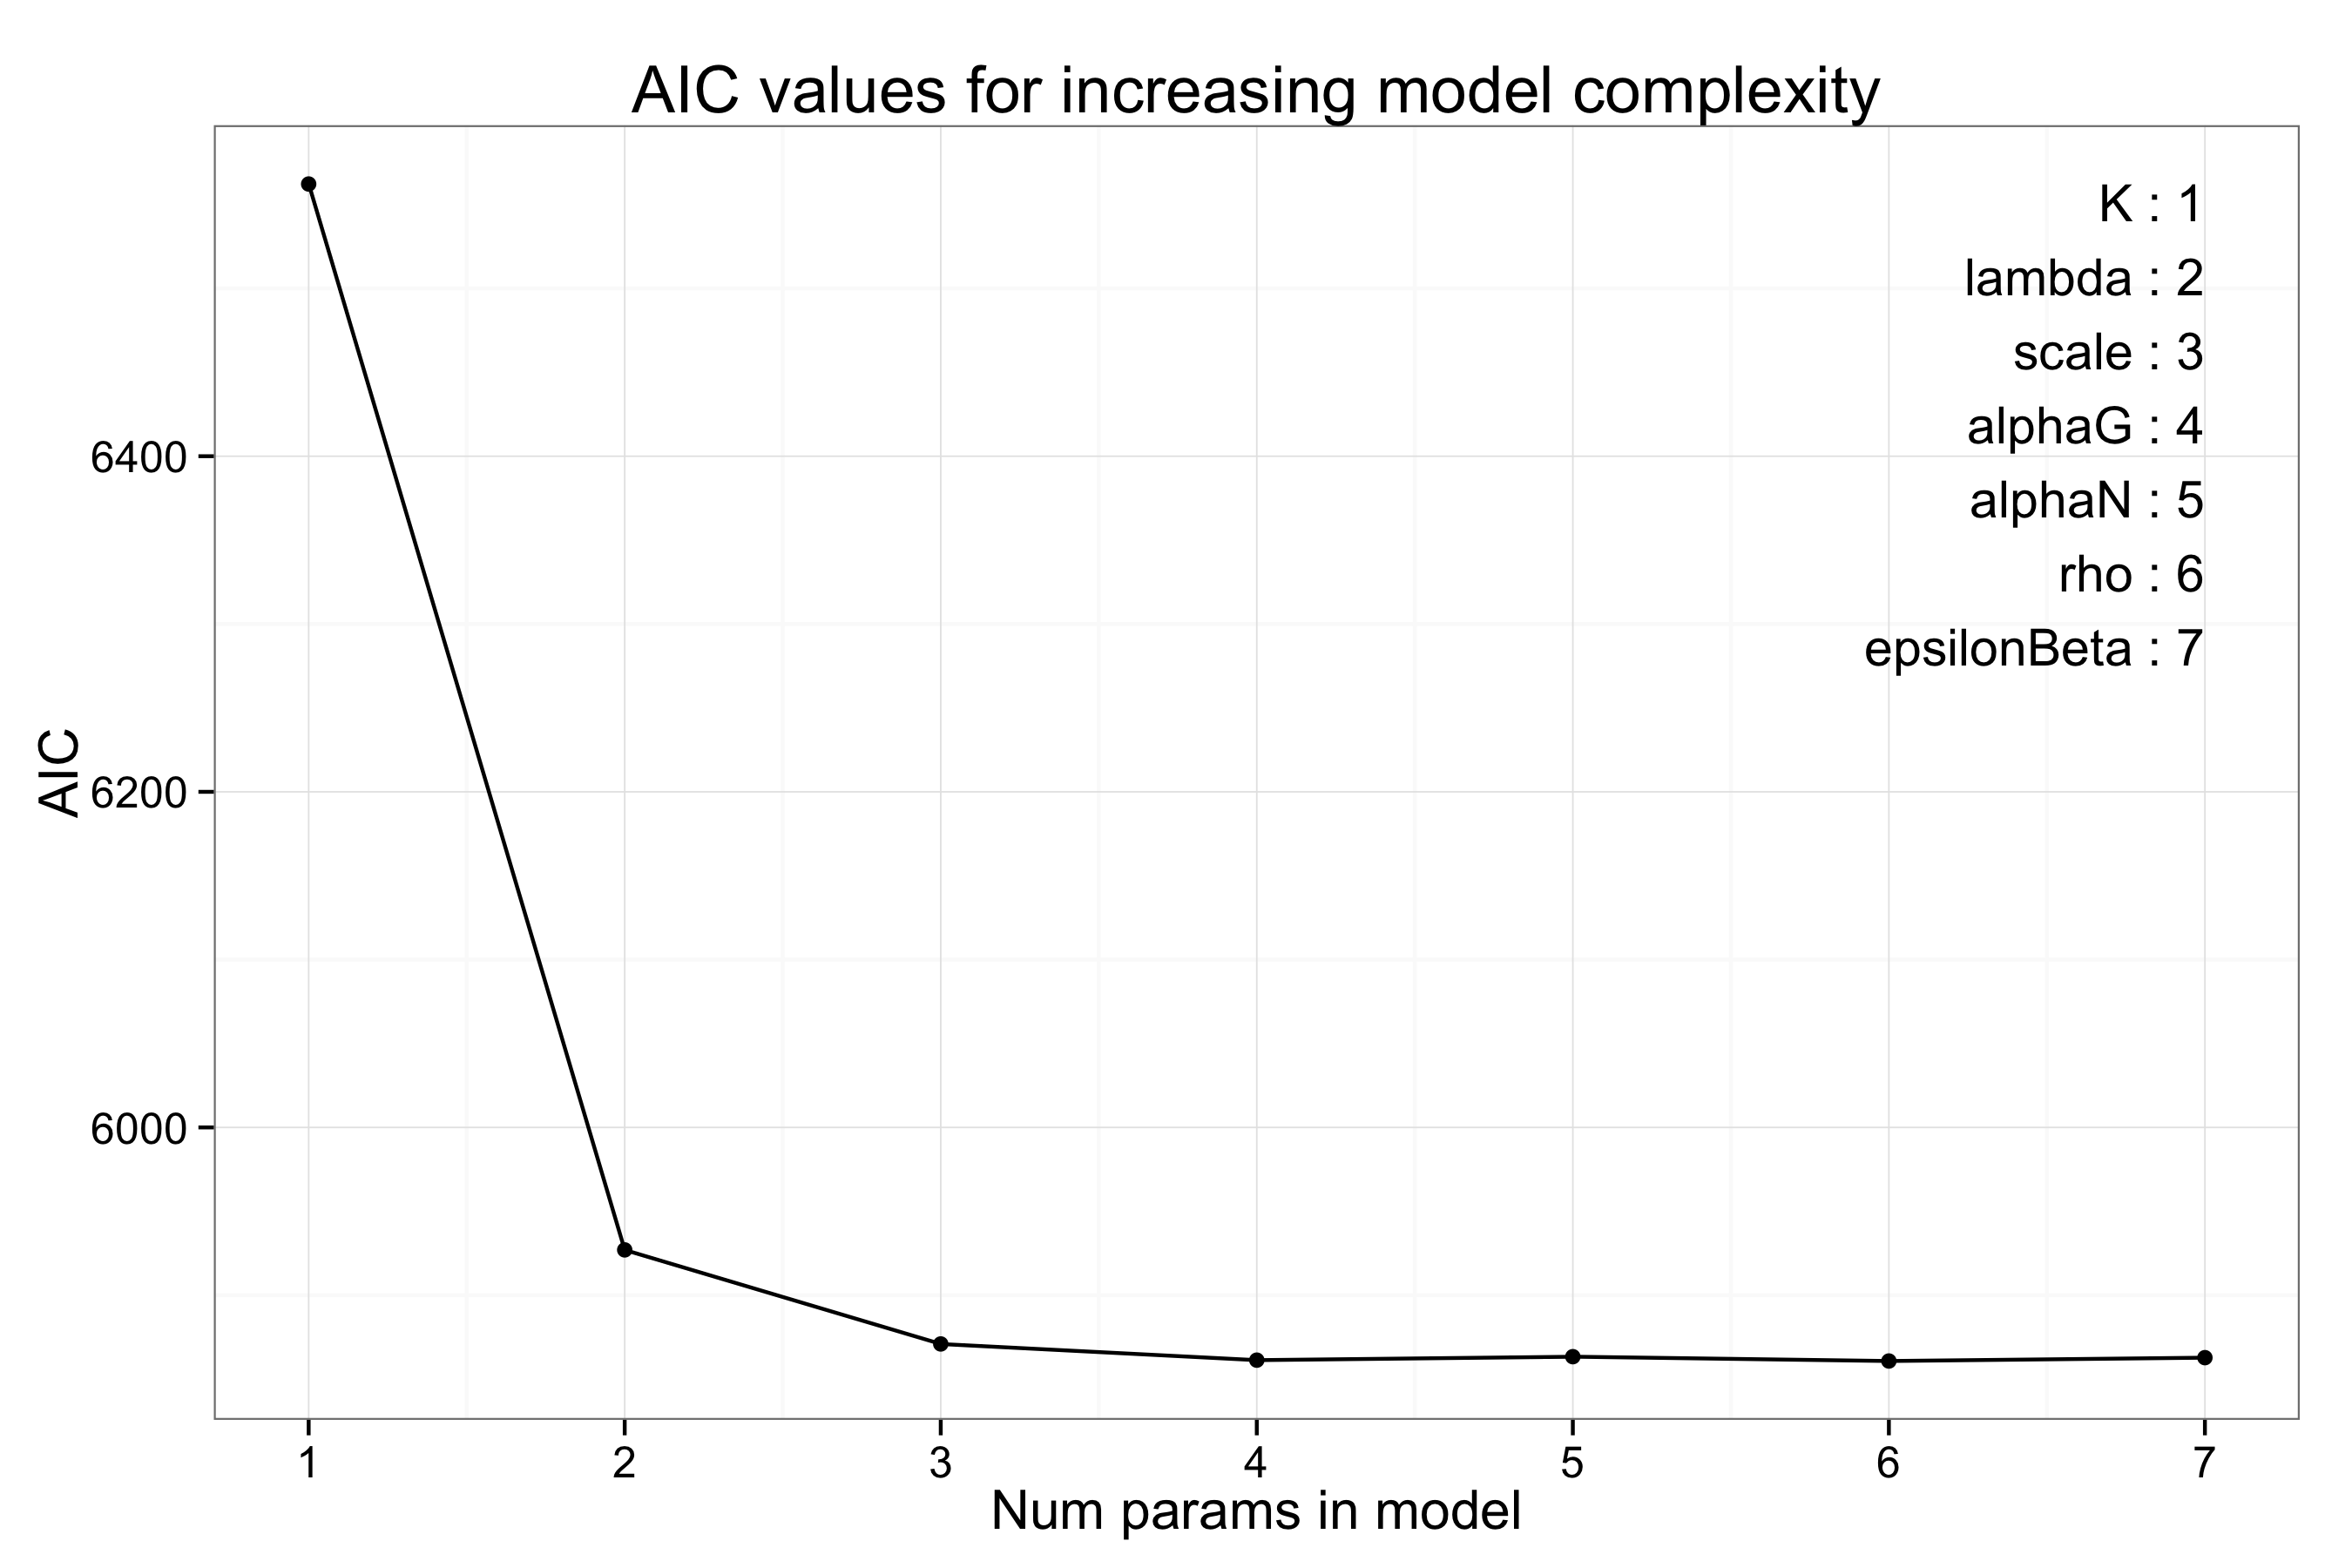 AIC values for increasing model complexity
K : 1
lambda : 2
scale : 3
alphaG : 4
alphaN : 5
rho : 6
epsilonBeta : 7
AIC
6400
6200
6000
1 2 3 4 5 6 7
Num params in model